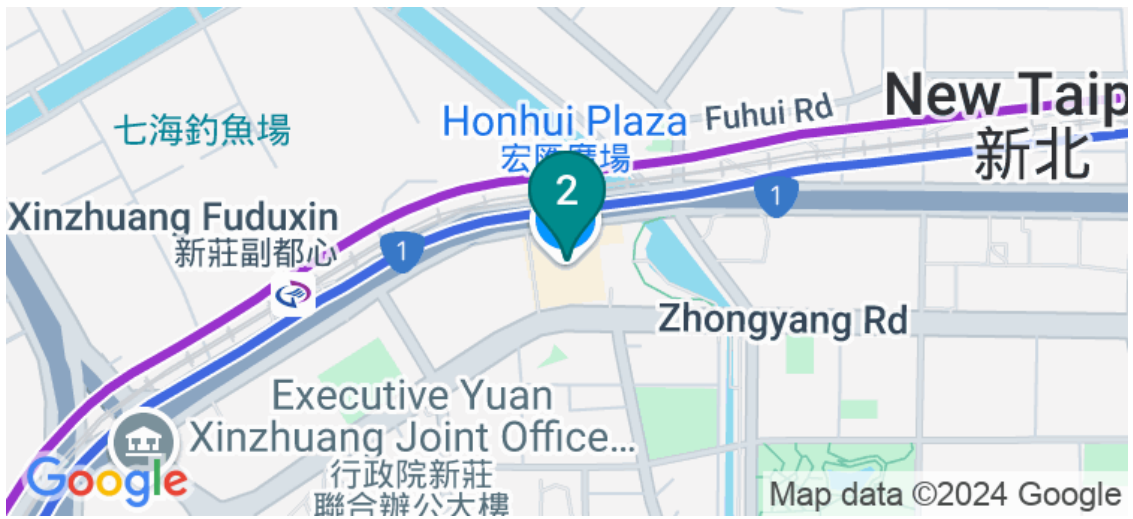 New Taip
新北
Fuhui Rd
Honhui Plaza
宏匯廣場
七海釣魚場
2
1
Xinzhuang Fuduxin
新莊副都心
1
Zhongyang Rd
Executive Yuan
Xinzhuang Joint Office...
行政院新莊
聯合辦公大樓
Google
Map data ©2024 Google